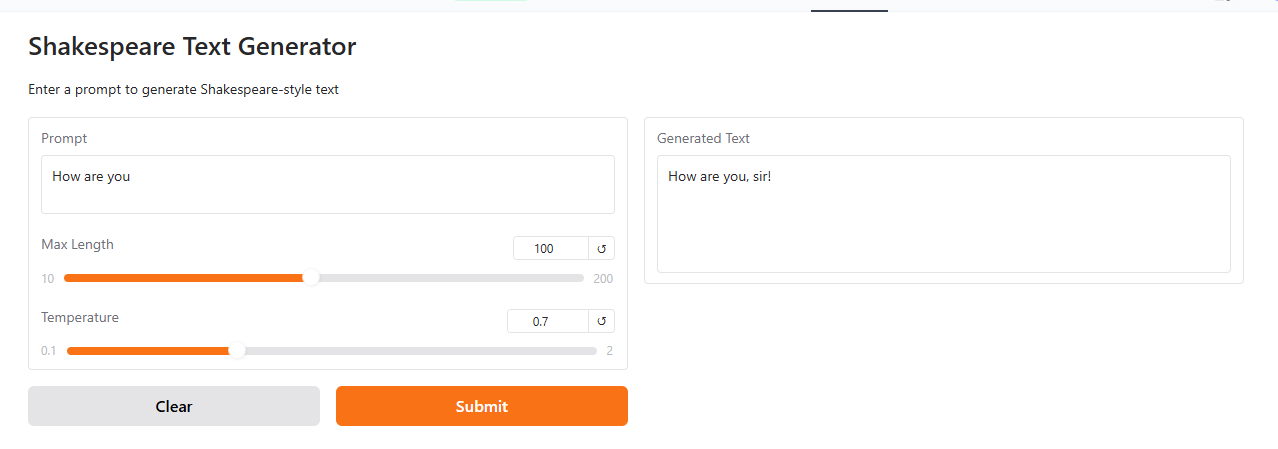 Shakespeare Text Generator
Enter a prompt to generate Shakespeare-style text
Prompt
How are you
Max Length
100
↺
10
200
Temperature
0.7
↺
0.1
2
Clear
Submit
Generated Text
How are you, sir!